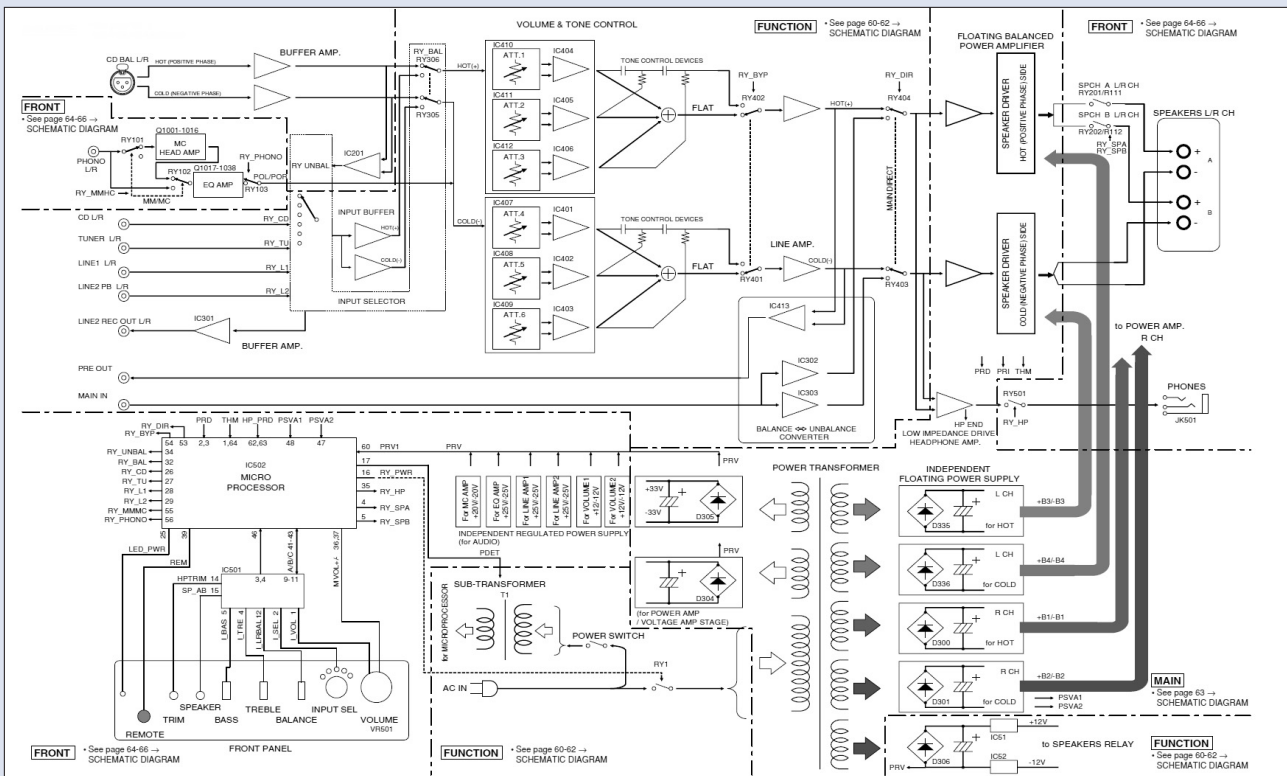 VOLUME & TONE CONTROL
FUNCTION
• See page 60-62 →
SCHEMATIC DIAGRAM
FRONT
• See page 64-66 →
SCHEMATIC DIAGRAM
BUFFER AMP.
CD BAL L/R
HOT (POSITIVE PHASE)
COLD (NEGATIVE PHASE)
RY_BAL
RY306
RY305
HOT(+)
COLD(-)
FRONT
• See page 64-66 →
SCHEMATIC DIAGRAM
PHONO
L/R
RY101
Q1001-1016
MC
HEAD AMP
RY102
Q1017-1038
EQ AMP
RY_PHONO
POL/POR
RY103
RY_MMHC
MM/MC
RY UNBAL
IC201
INPUT BUFFER
HOT(+)
COLD(-)
INPUT SELECTOR
CD L/R
RY_CD
TUNER L/R
RY_TU
LINE1 L/R
RY_L1
LINE2 PB L/R
RY_L2
LINE2 REC OUT L/R
IC301
BUFFER AMP.
PRE OUT
MAIN IN
IC410
ATT.1
IC404
IC411
ATT.2
IC405
IC412
ATT.3
IC406
TONE CONTROL DEVICES
FLAT
IC407
ATT.4
IC401
IC408
ATT.5
IC402
IC409
ATT.6
IC403
TONE CONTROL DEVICES
FLAT
RY_BYP
RY402
HOT(+)
RY_DIR
RY404
MAIN DIRECT
LINE AMP.
COLD(-)
RY401
RY403
IC413
IC302
IC303
BALANCE ⇔ UNBALANCE
CONVERTER
FLOATING BALANCED
POWER AMPLIFIER
SPEAKER DRIVER
HOT (POSITIVE PHASE) SIDE
SPEAKER DRIVER
COLD (NEGATIVE PHASE) SIDE
SPCH A L/R CH
RY201/R111
SPCH B L/R CH
RY202/R112
RY_SPA
RY_SPB
SPEAKERS L/R CH
+
A
-
+
B
-
to POWER AMP.
R CH
PRD PRI THM
RY501
RY_HP
HP END
LOW IMPEDANCE DRIVE
HEADPHONE AMP.
PHONES
JK501
RY_DIR
RY_BYP
PRD THM HP_PRD PSVA1 PSVA2
54 53 2,3 1,64 62,63 48 47
RY_UNBAL 34
RY_BAL 32
RY_CD 26
RY_TU 27
RY_L1 28
RY_L2 29
RY_MMMC 55
RY_PHONO 56
IC502
MICRO
PROCESSOR
60 PRV1
PRV
17
16 RY_PWR
35 RY_HP
4 RY_SPA
5 RY_SPB
25
39
46
A/B/C 41-43
M VOL+/- 36,37
LED_PWR
REM
IC501
HPTRIM 14
SP_AB 15
3,4 9-11
I_BAS 5
I_TRE 4
I_LRBAL 12
I_SEL 2
I_VOL 1
REMOTE
TRIM
SPEAKER
BASS
TREBLE
BALANCE
INPUT SEL
VOLUME
VR501
FRONT PANEL
FRONT
• See page 64-66 →
SCHEMATIC DIAGRAM
For MC AMP
+20V/-20V
For EQ AMP
+25V/-25V
For LINE AMP1
+25V/-25V
For LINE AMP2
+25V/-25V
For VOLUME1
+12/-12V
For VOLUME2
+12V/-12V
INDEPENDENT REGULATED POWER SUPPLY
(for AUDIO)
PDET
SUB-TRANSFORMER
T1
for MICROPROCESSOR
POWER SWITCH
RY1
AC IN
FUNCTION
• See page 60-62 →
SCHEMATIC DIAGRAM
PRV
+33V
-33V
D305
PRV
D304
(for POWER AMP
/ VOLTAGE AMP STAGE)
POWER TRANSFORMER
INDEPENDENT
FLOATING POWER SUPPLY
L CH
D335
for HOT
+B3/-B3
L CH
D336
for COLD
+B4/-B4
R CH
D300
for HOT
+B1/-B1
R CH
D301
for COLD
+B2/-B2
PSVA1
PSVA2
MAIN
• See page 63 →
SCHEMATIC DIAGRAM
PRV
D306
IC51
+12V
IC52
-12V
to SPEAKERS RELAY
FUNCTION
• See page 60-62 →
SCHEMATIC DIAGRAM